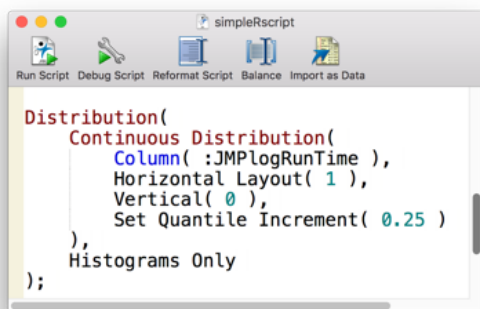 simpleRscript
Run Script Debug Script Reformat Script Balance Import as Data
Distribution(
    Continuous Distribution(
        Column( :JMPlogRunTime ),
        Horizontal Layout( 1 ),
        Vertical( 0 ),
        Set Quantile Increment( 0.25 )
    ),
    Histograms Only
);